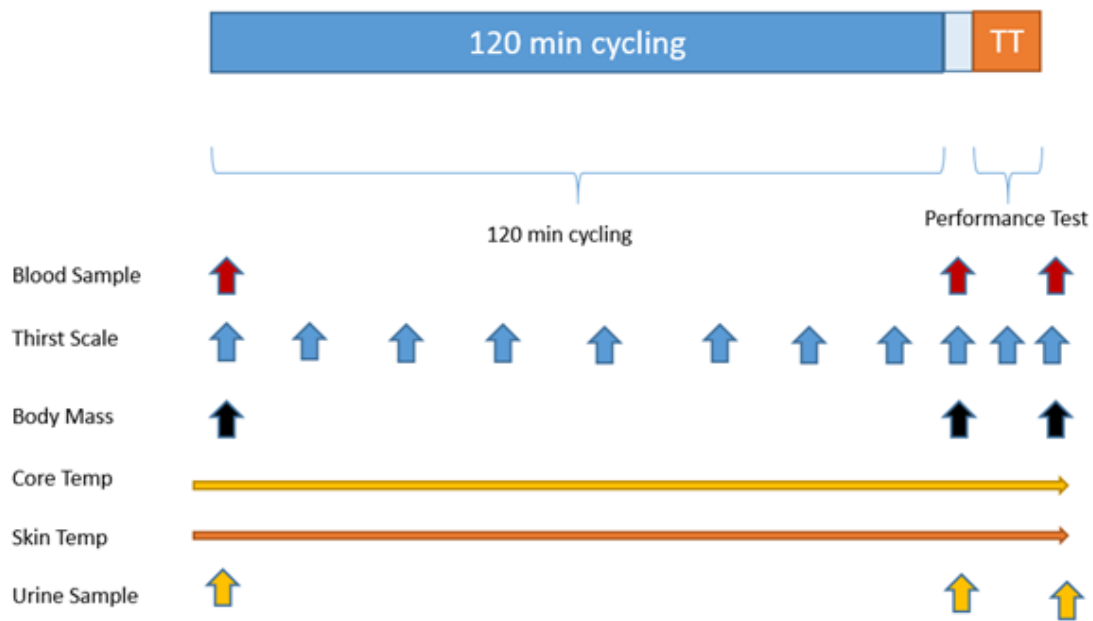 120 min cycling
TT
120 min cycling
Performance Test
Blood Sample
Thirst Scale
Body Mass
Core Temp
Skin Temp
Urine Sample